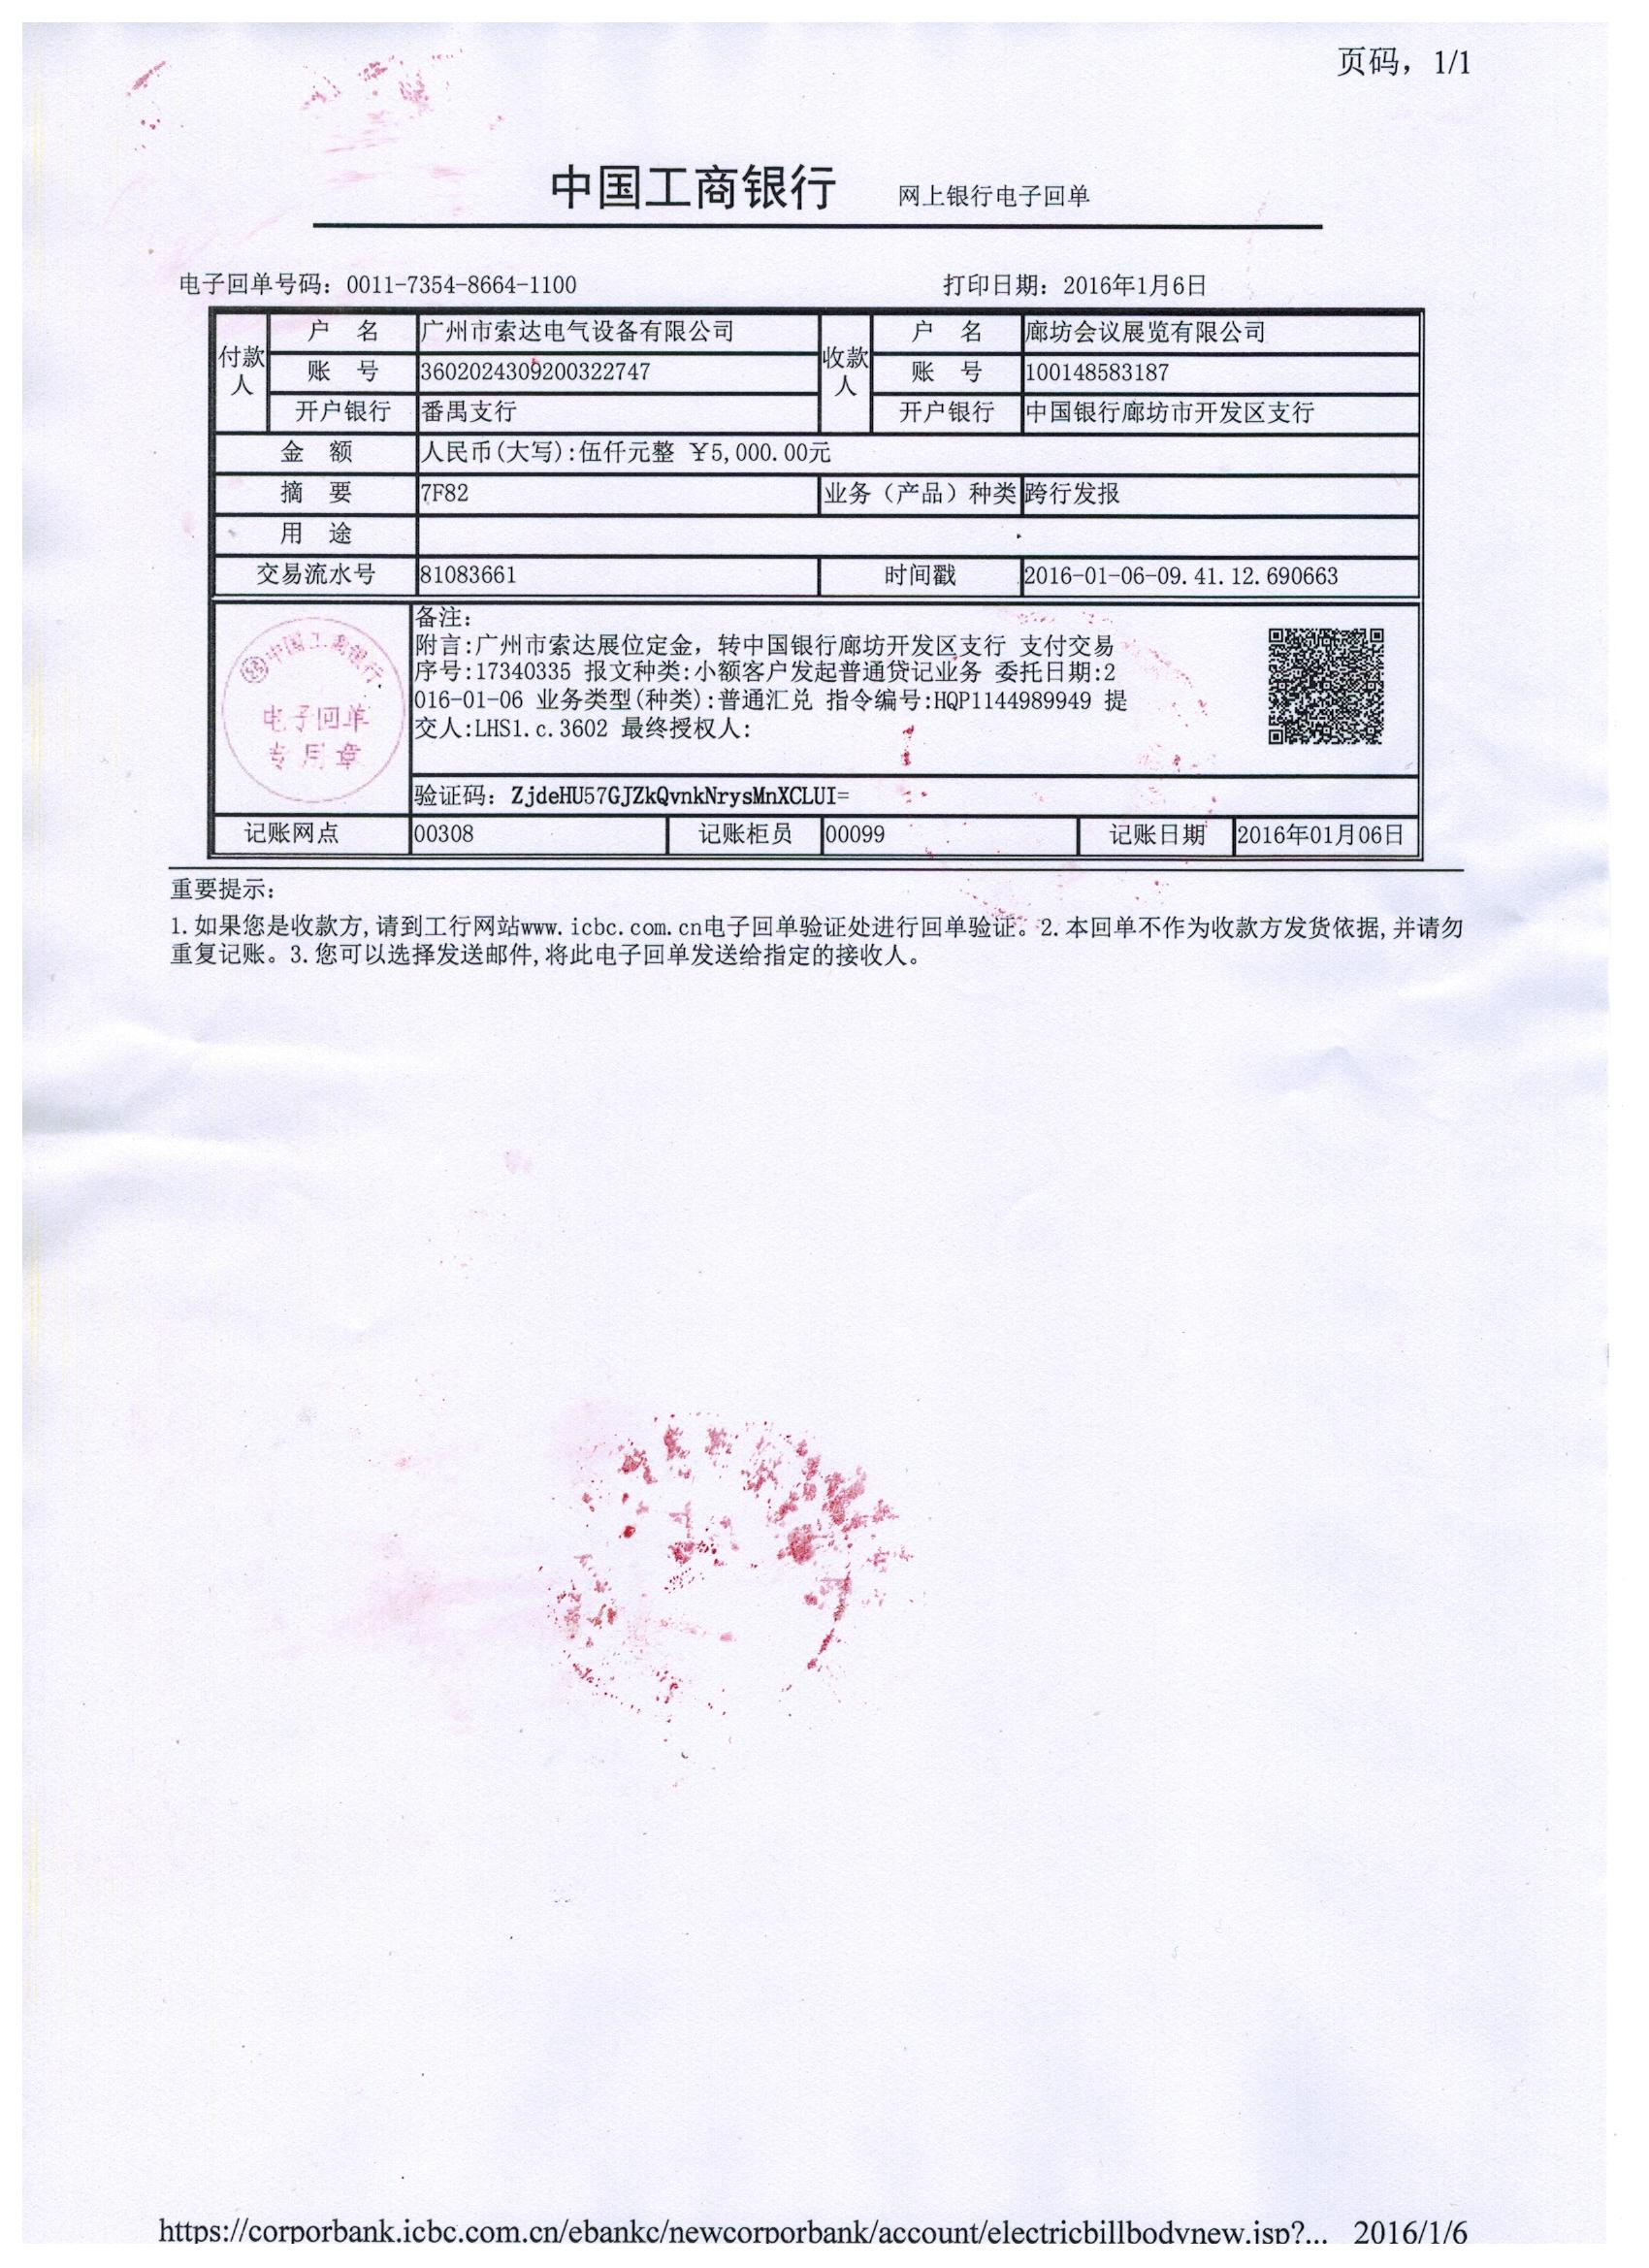 页码，1/1
中国工商银行 网上银行电子回单
电子回单号码：0011-7354-8664-1100 打印日期：2016年1月6日
付款人 户 名 广州市索达电气设备有限公司 收款人 户 名 廊坊会议展览有限公司
账 号 3602024309200322747 账 号 100148583187
开户银行 番禺支行 开户银行 中国银行廊坊市开发区支行
金 额 人民币(大写):伍仟元整 ￥5,000.00元
摘 要 7F82 业务（产品）种类 跨行发报
用 途
交易流水号 81083661 时间戳 2016-01-06-09.41.12.690663
中国工商银行
电子回单
专用章
备注：
附言:广州市索达展位定金，转中国银行廊坊开发区支行 支付交易
序号:17340335 报文种类:小额客户发起普通贷记业务 委托日期:2
016-01-06 业务类型(种类):普通汇兑 指令编号:HQP1144989949 提
交人:LHS1.c.3602 最终授权人:
验证码：ZjdeHU57GJZkQvnkNrysMnXCLUI=
记账网点 00308 记账柜员 00099 记账日期 2016年01月06日
重要提示：
1.如果您是收款方,请到工行网站www.icbc.com.cn电子回单验证处进行回单验证。2.本回单不作为收款方发货依据,并请勿
重复记账。3.您可以选择发送邮件,将此电子回单发送给指定的接收人。
https://corporbank.icbc.com.cn/ebankc/newcorporbank/account/electricbillbodynew.jsp?... 2016/1/6